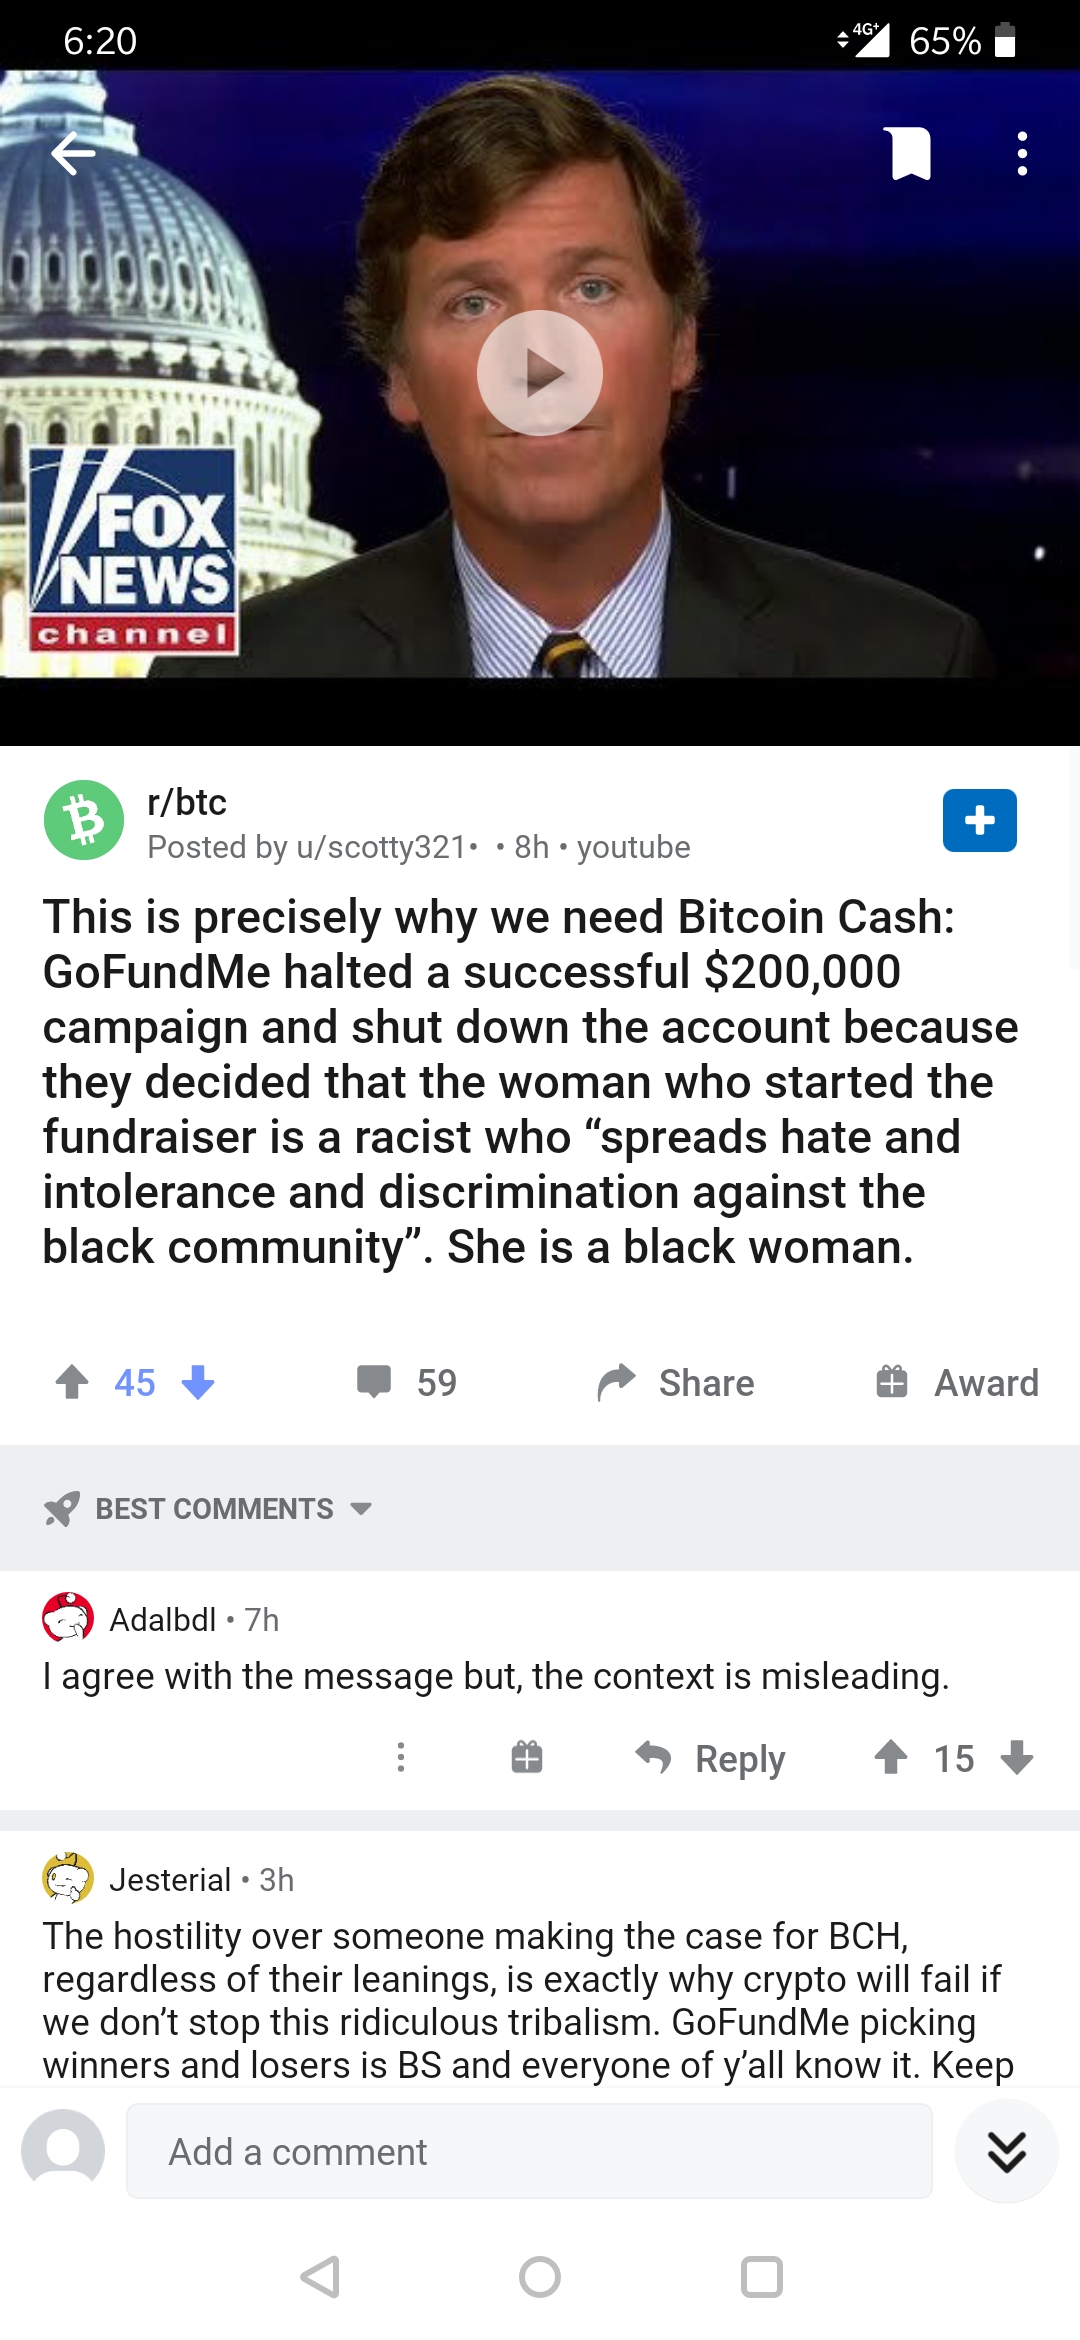 6:20
4G+
65%
FOX
NEWS
channel
r/btc
Posted by u/scotty321• • 8h • youtube
This is precisely why we need Bitcoin Cash:
GoFundMe halted a successful $200,000
campaign and shut down the account because
they decided that the woman who started the
fundraiser is a racist who “spreads hate and
intolerance and discrimination against the
black community”. She is a black woman.
45
59
Share
Award
BEST COMMENTS
Adalbdl • 7h
I agree with the message but, the context is misleading.
Reply
15
Jesterial • 3h
The hostility over someone making the case for BCH,
regardless of their leanings, is exactly why crypto will fail if
we don’t stop this ridiculous tribalism. GoFundMe picking
winners and losers is BS and everyone of y’all know it. Keep
Add a comment